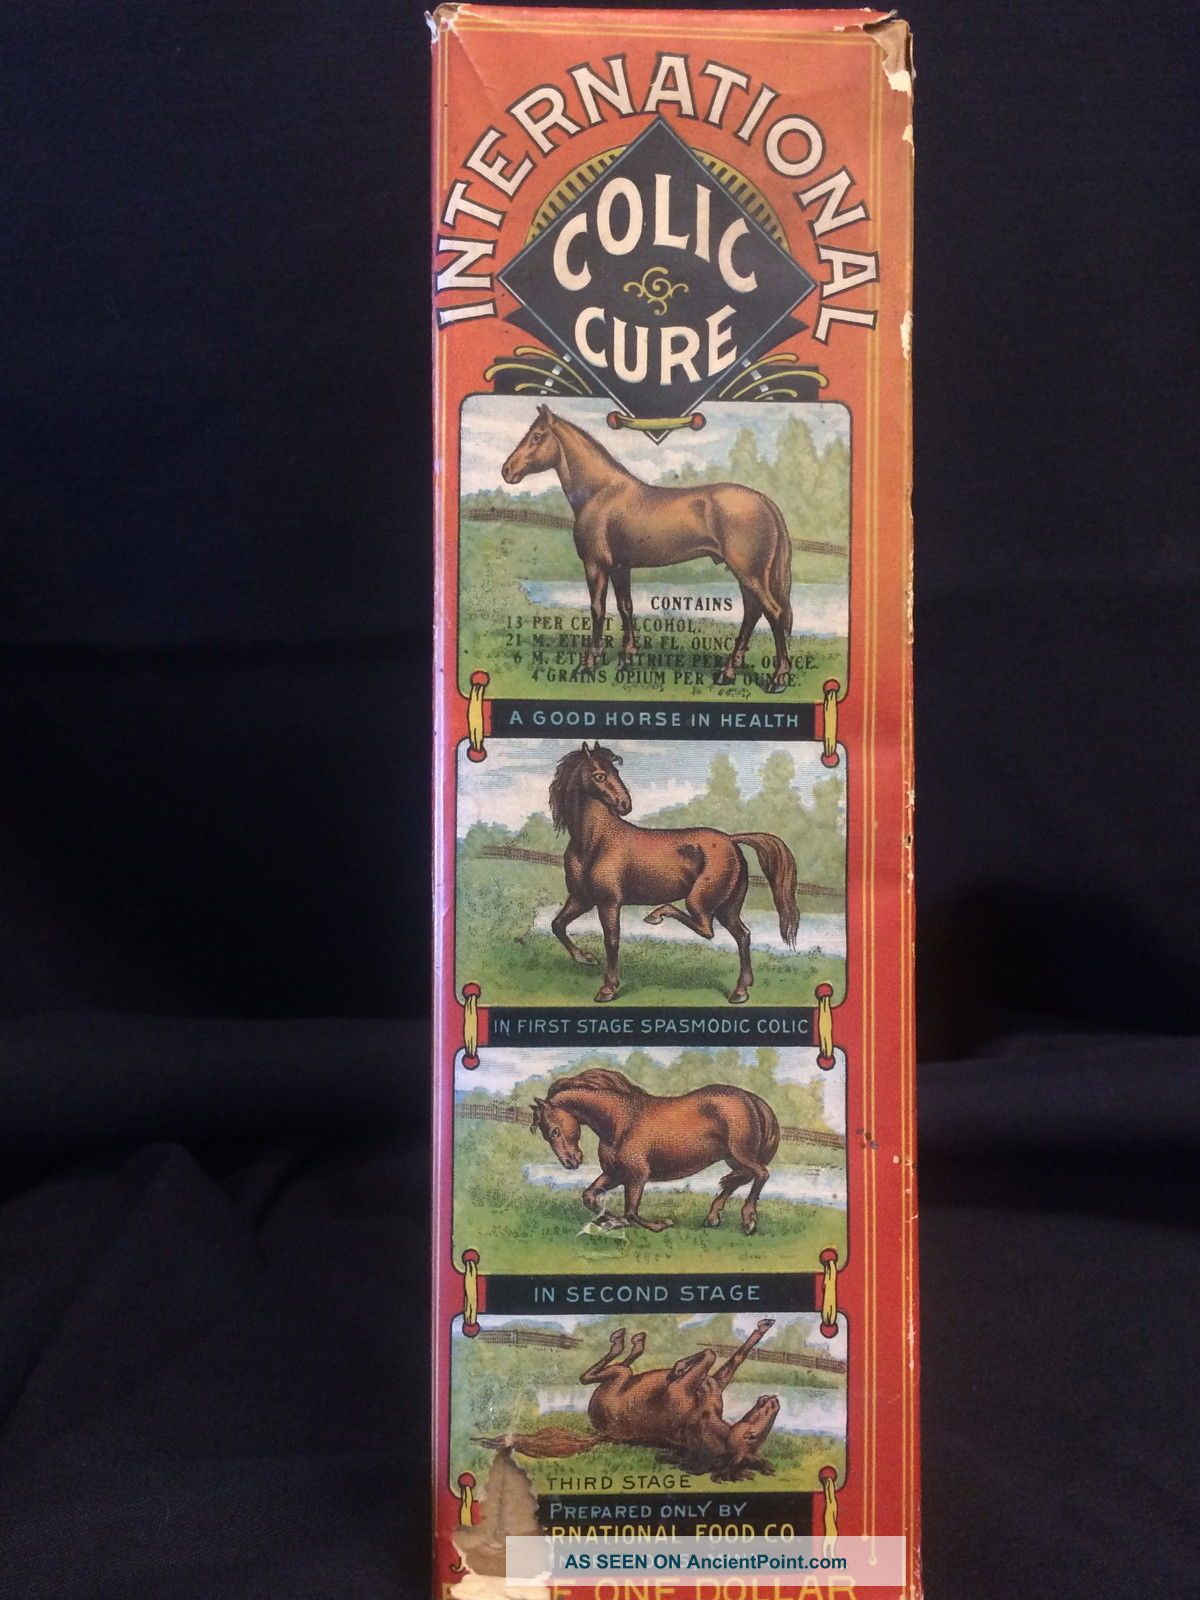 INTERNATIONAL
COLIC
CURE
CONTAINS
13 PER CENT ALCOHOL.
21 M. ETHER PER FL. OUNCE.
6 M. ETHYL NITRITE PER FL. OUNCE.
4 GRAINS OPIUM PER FL. OUNCE.
A GOOD HORSE IN HEALTH
IN FIRST STAGE SPASMODIC COLIC
IN SECOND STAGE
THIRD STAGE
PREPARED ONLY BY
RNATIONAL FOOD CO.
AS SEEN ON AncientPoint.com
ONE DOLLAR